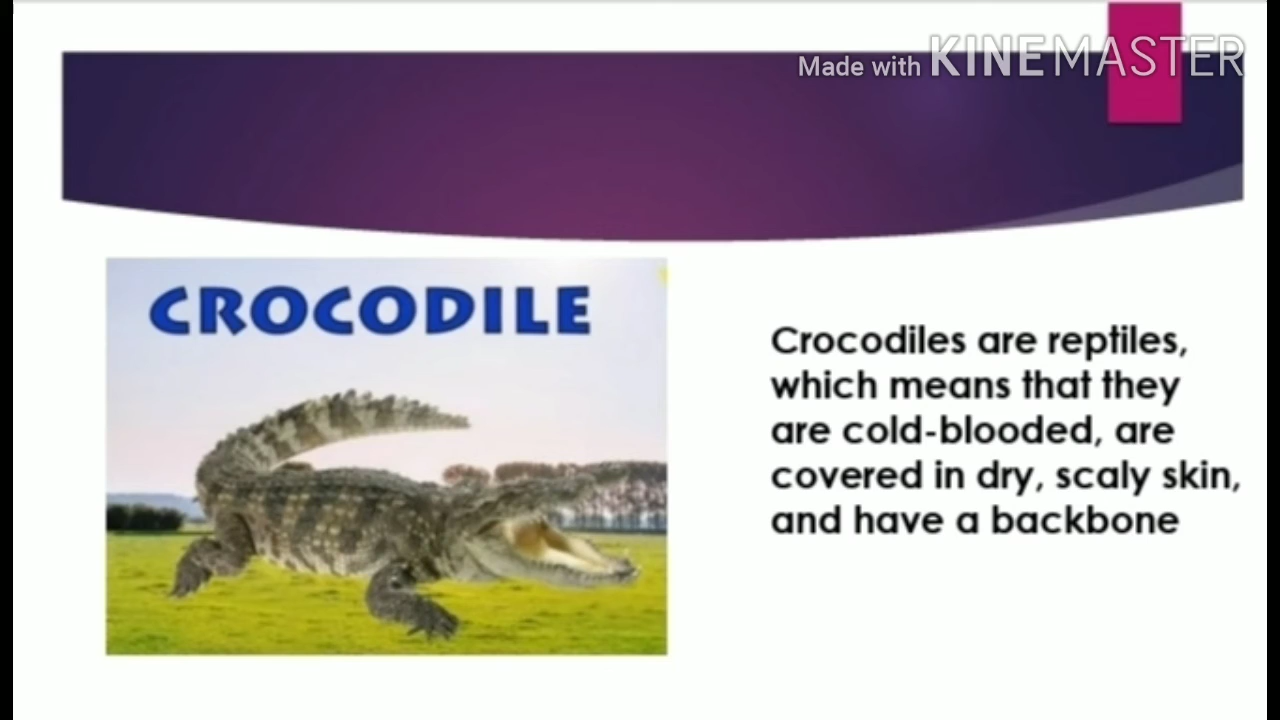 Made with KINEMASTER
CROCODILE
Crocodiles are reptiles,
which means that they
are cold-blooded, are
covered in dry, scaly skin,
and have a backbone